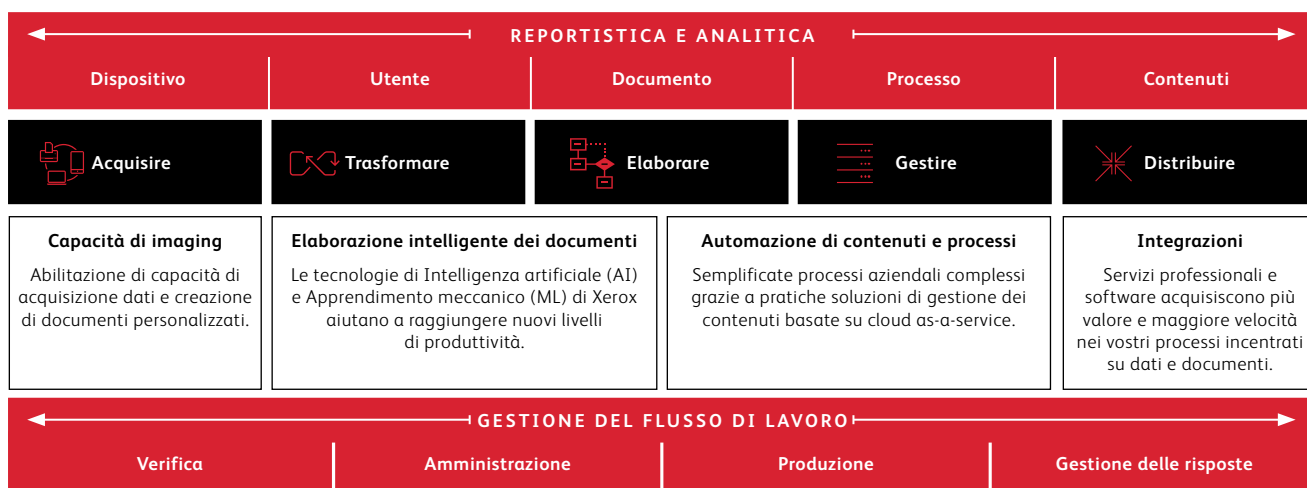 REPORTISTICA E ANALITICA
Dispositivo
Utente
Documento
Processo
Contenuti
Acquisire
Trasformare
Elaborare
Gestire
Distribuire
Capacità di imaging
Abilitazione di capacità di
acquisizione dati e creazione
di documenti personalizzati.
Elaborazione intelligente dei documenti
Le tecnologie di Intelligenza artificiale (AI)
e Apprendimento meccanico (ML) di Xerox
aiutano a raggiungere nuovi livelli
di produttività.
Automazione di contenuti e processi
Semplificate processi aziendali complessi
grazie a pratiche soluzioni di gestione dei
contenuti basate su cloud as-a-service.
Integrazioni
Servizi professionali e
software acquisiscono più
valore e maggiore velocità
nei vostri processi incentrati
su dati e documenti.
GESTIONE DEL FLUSSO DI LAVORO
Verifica
Amministrazione
Produzione
Gestione delle risposte